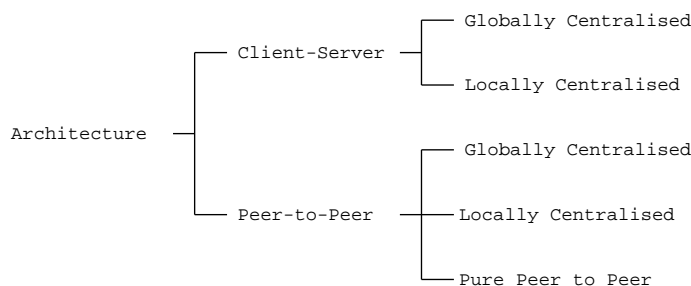 Globally Centralised
Client-Server
Locally Centralised
Architecture
Globally Centralised
Peer-to-Peer
Locally Centralised
Pure Peer to Peer